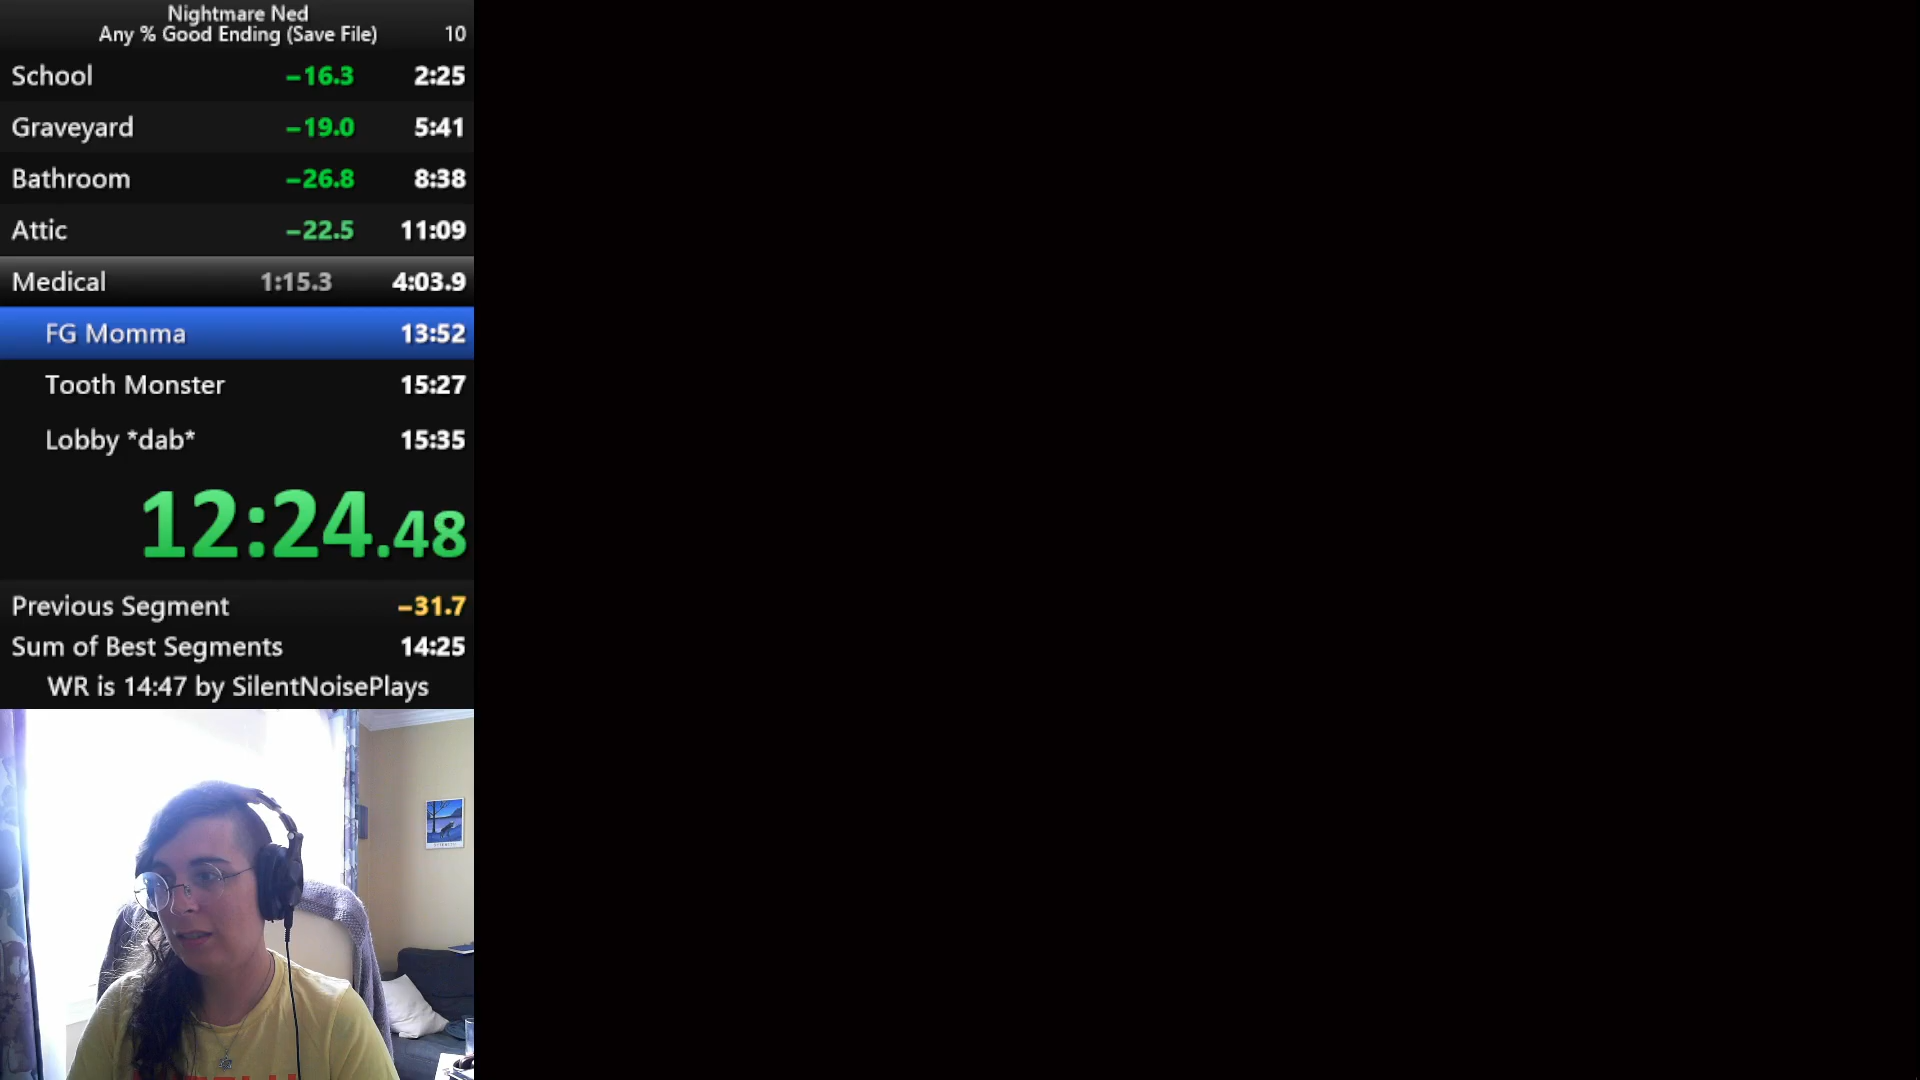 Nightmare Ned
Any % Good Ending (Save File) 10
School −16.3 2:25
Graveyard −19.0 5:41
Bathroom −26.8 8:38
Attic −22.5 11:09
Medical 1:15.3 4:03.9
FG Momma 13:52
Tooth Monster 15:27
Lobby *dab* 15:35
12:24.48
Previous Segment −31.7
Sum of Best Segments 14:25
WR is 14:47 by SilentNoisePlays